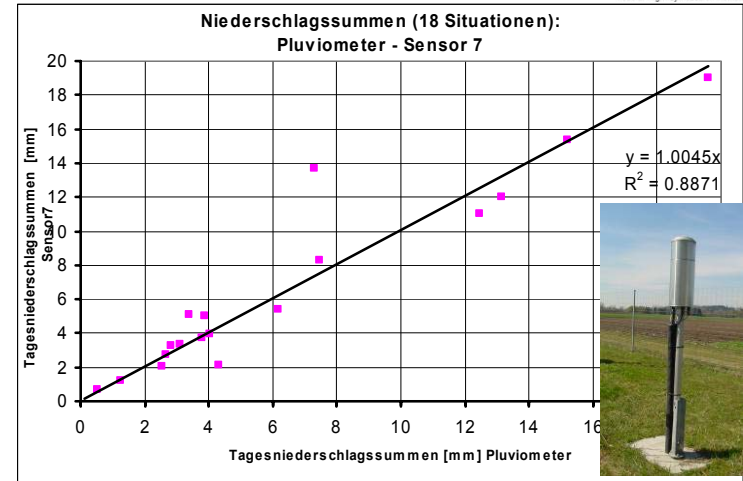 Niederschlagssummen (18 Situationen):
Pluviometer - Sensor 7
20
18
16
14
12
10
8
6
4
2
0
Tagesniederschlagssummen [mm]
Sensor7
y = 1.0045x
R² = 0.8871
0 2 4 6 8 10 12 14 16
Tagesniederschlagssummen [mm] Pluviometer